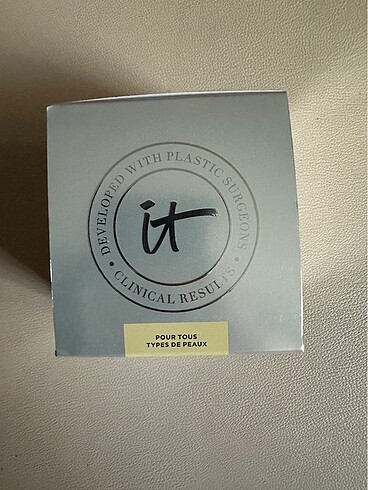 DEVELOPED WITH PLASTIC SURGEONS
• CLINICAL RESULTS •
it
POUR TOUS
TYPES DE PEAUX